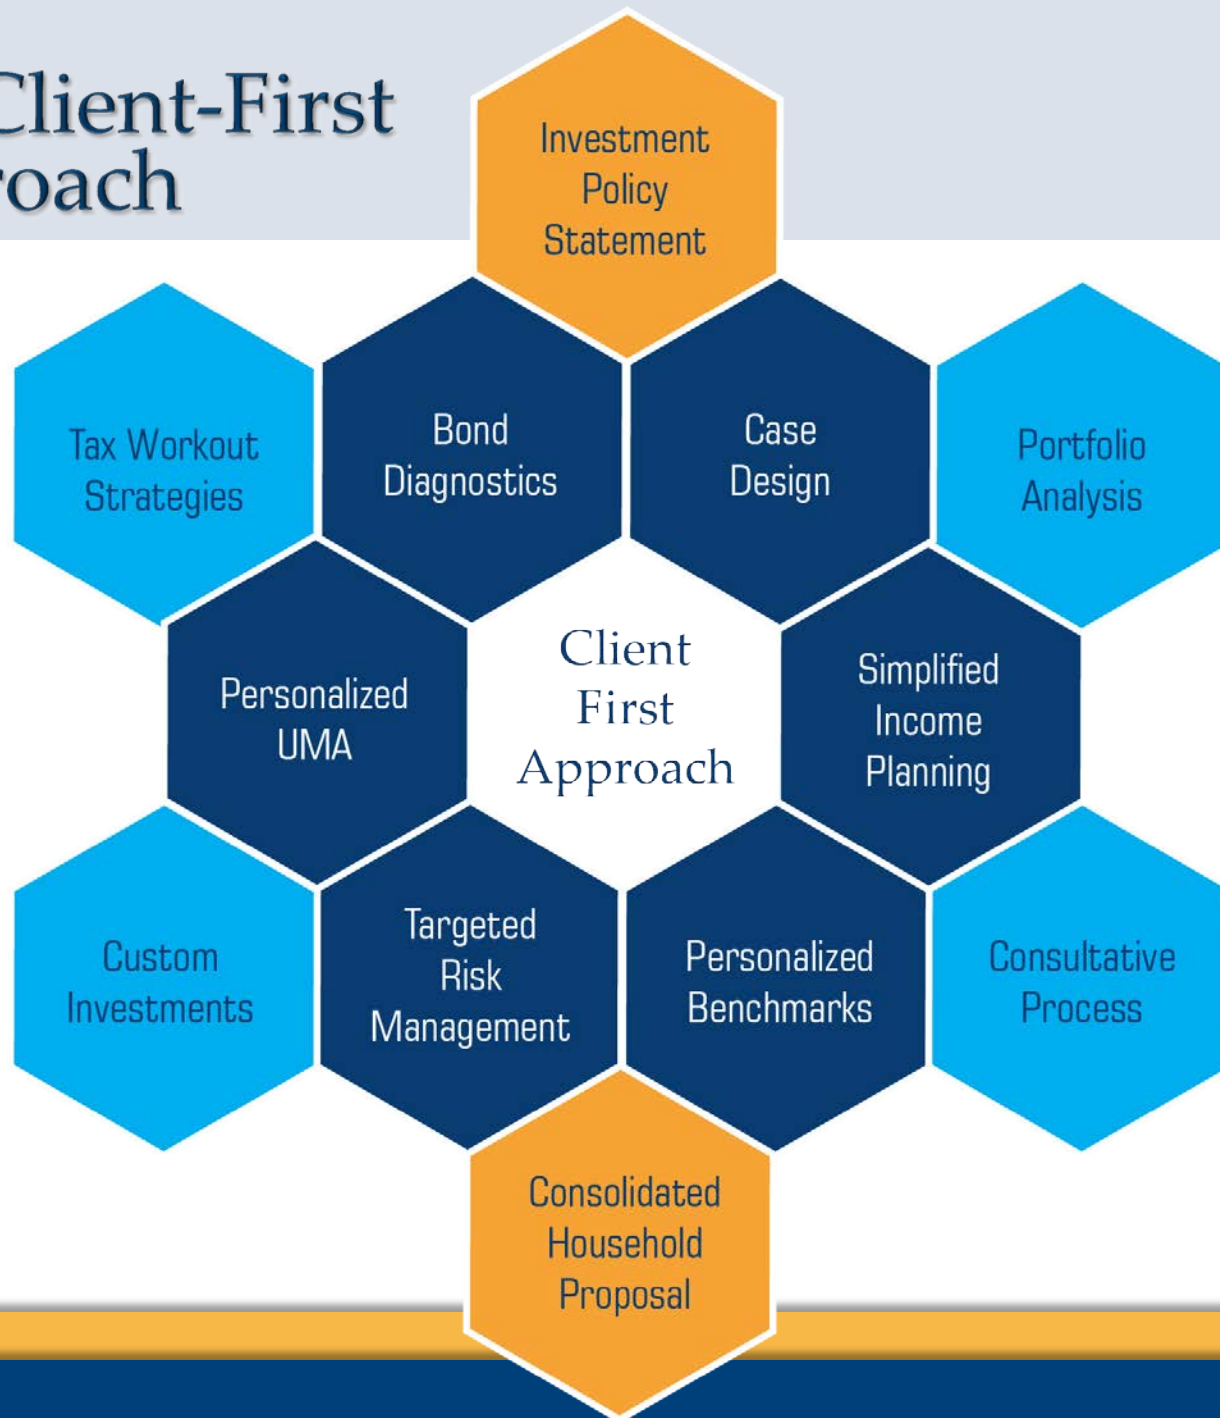 Client-First
roach
Investment
Policy
Statement
Tax Workout
Strategies
Bond
Diagnostics
Case
Design
Portfolio
Analysis
Personalized
UMA
Client
First
Approach
Simplified
Income
Planning
Custom
Investments
Targeted
Risk
Management
Personalized
Benchmarks
Consultative
Process
Consolidated
Household
Proposal